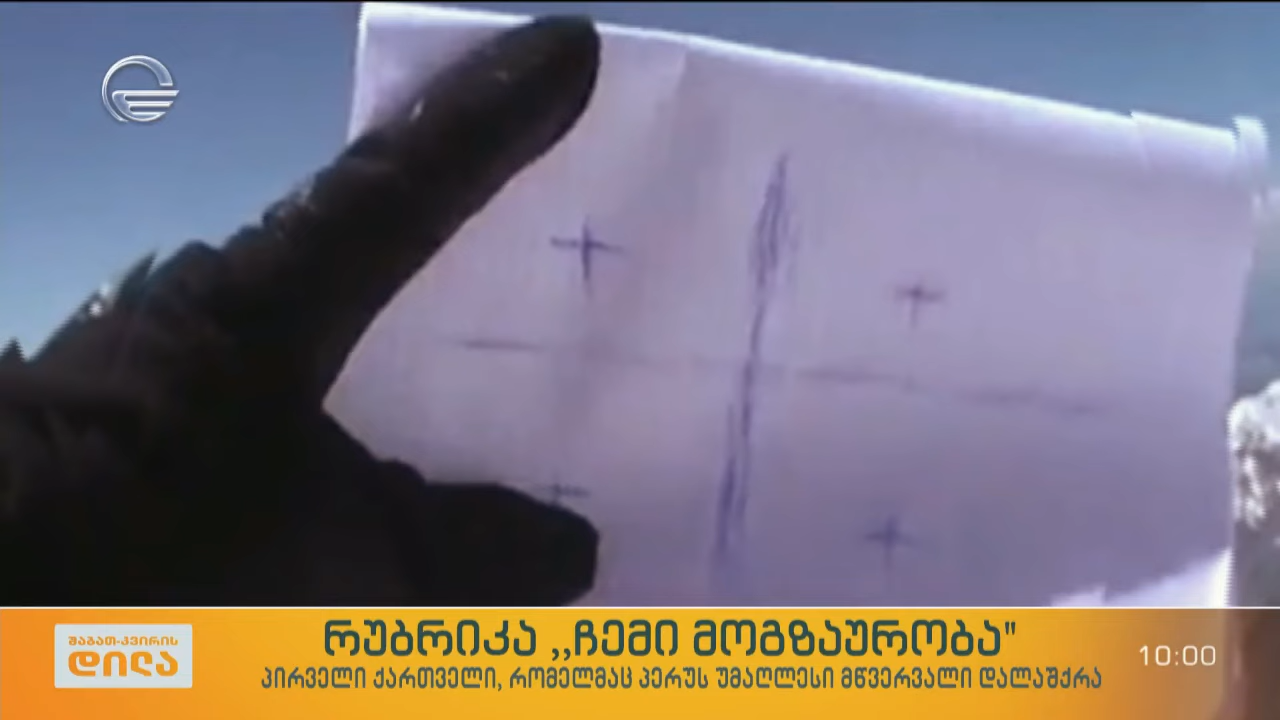 შაბათ-კვირის
დილა
რუბრიკა ,,ჩემი მოგზაურობა"
პირველი ქართველი, რომელმაც პერუს უმაღლესი მწვერვალი დალაშქრა
10:00